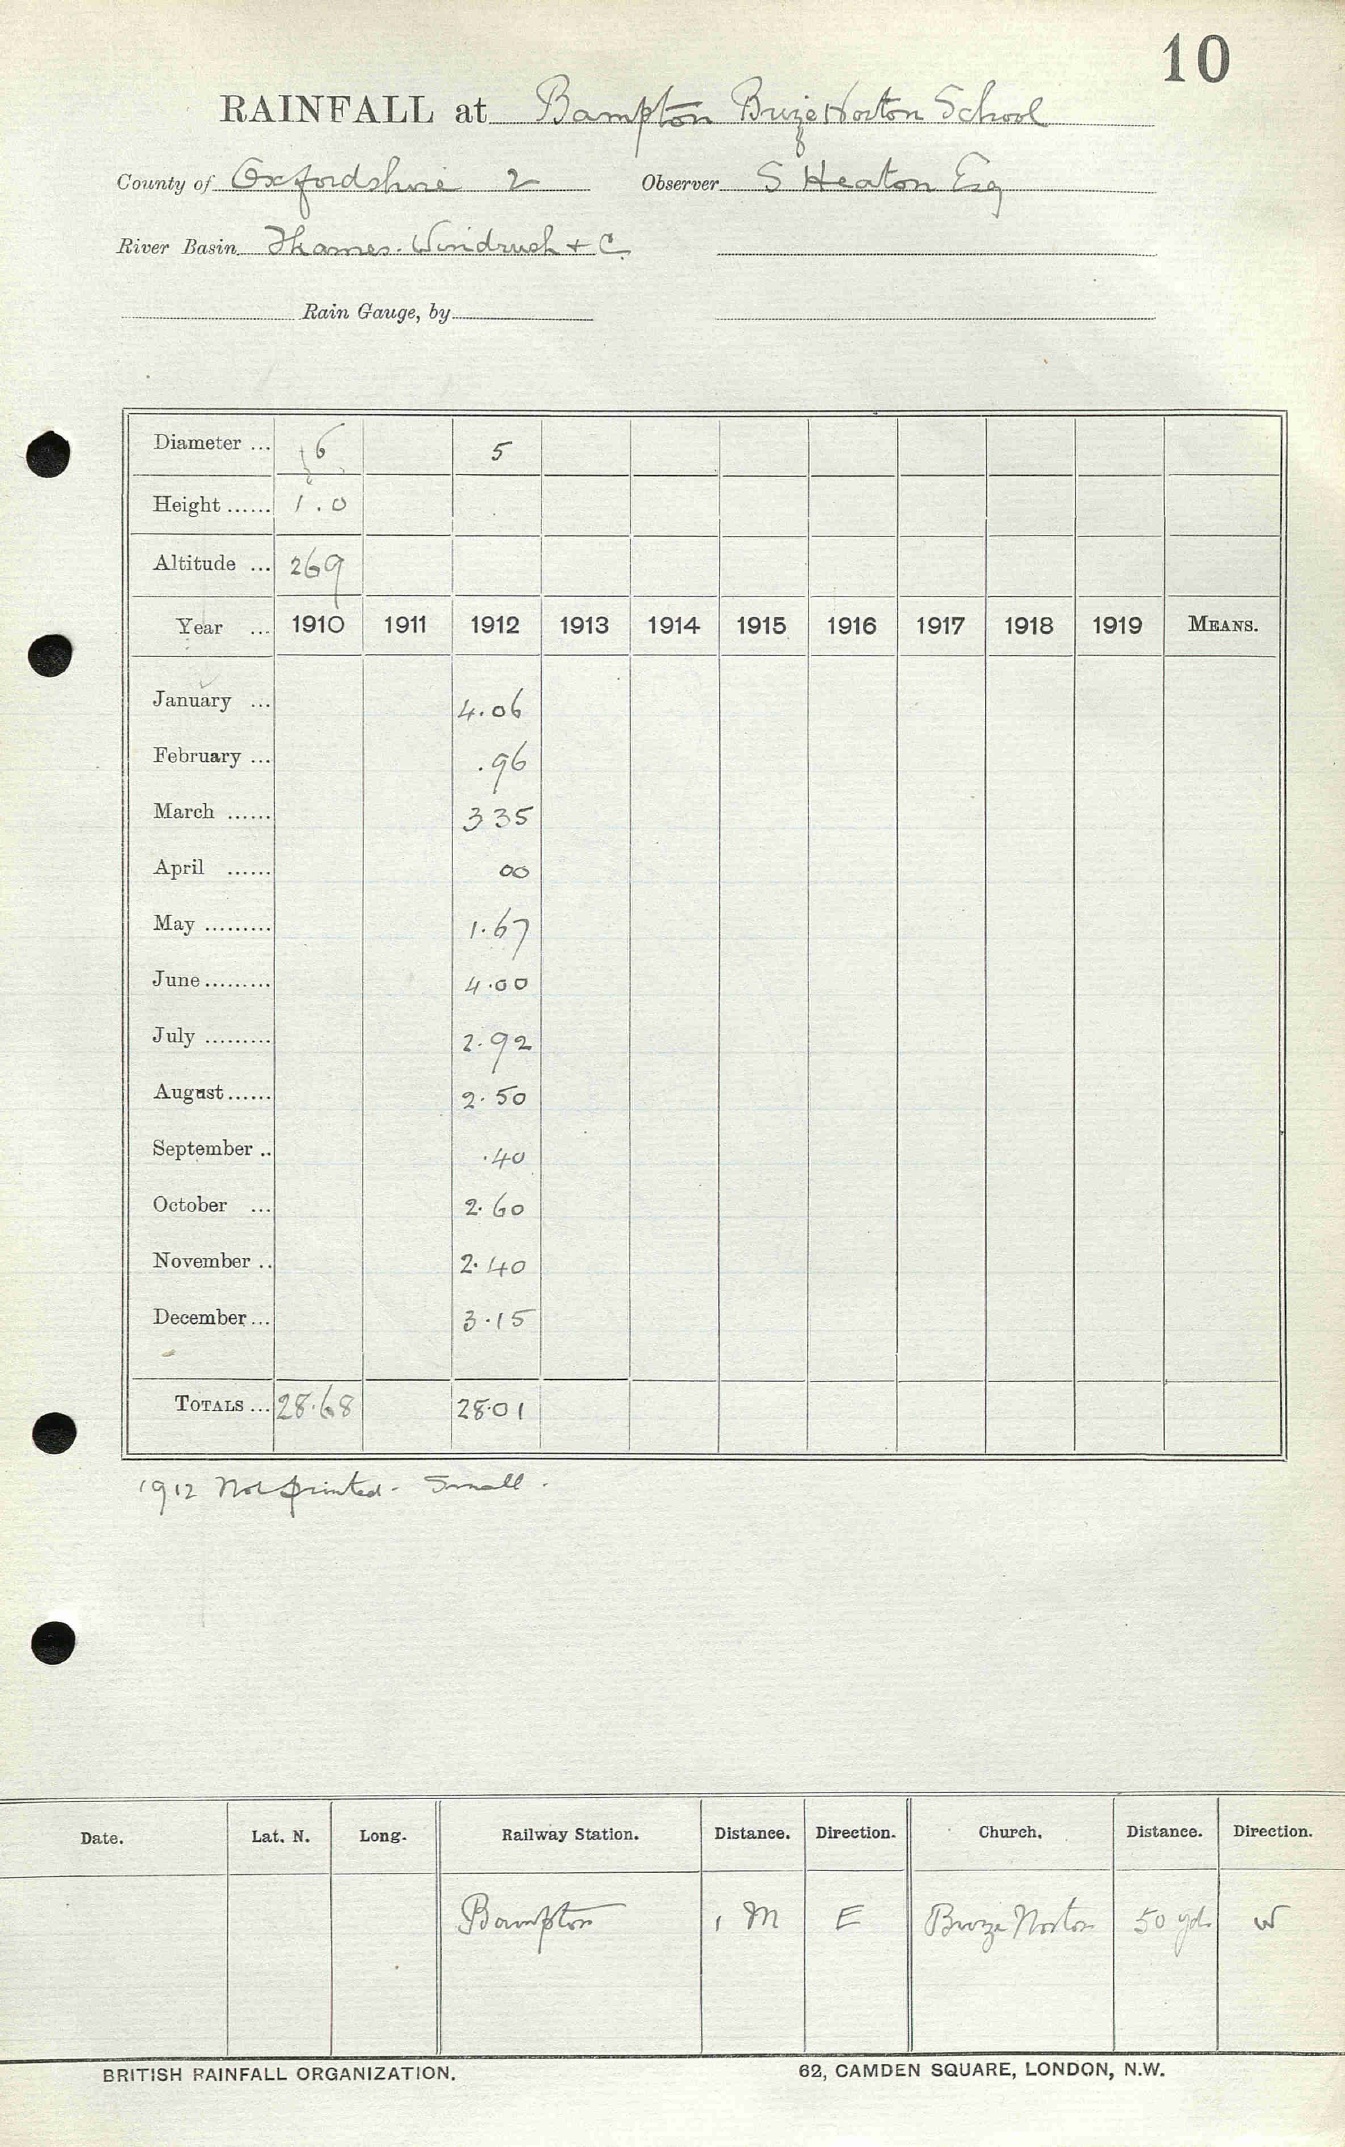 10
RAINFALL at Bampton Brize Norton School
County of Oxfordshire 2 Observer S Heaton Esq
River Basin Thames. Windrush + C.
Rain Gauge, by
Diameter ... 6 5
Height ...... 1.0
Altitude ... 269
Year ... 1910 1911 1912 1913 1914 1915 1916 1917 1918 1919 MEANS.
January ... 4.06
February ... .96
March ...... 3 35
April ...... 00
May ......... 1.67
June ......... 4.00
July ......... 2.92
August ...... 2.50
September .. .40
October ... 2.60
November .. 2.40
December ... 3.15
TOTALS ... 28.68 28.01
1912 Not printed - Small.
Date. Lat. N. Long. Railway Station. Distance. Direction. Church. Distance. Direction.
Bampton 1 M E Brize Norton 50 yds W
BRITISH RAINFALL ORGANIZATION. 62, CAMDEN SQUARE, LONDON, N.W.